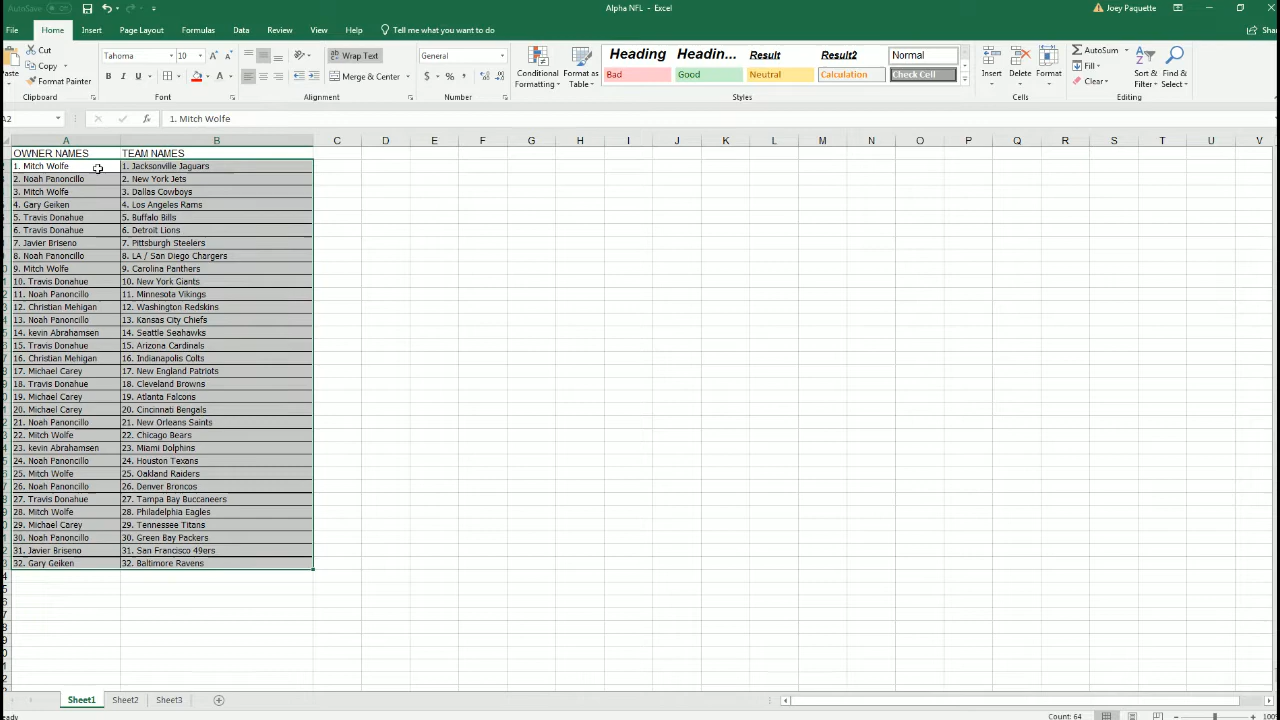 AutoSave Off Alpha NFL - Excel Joey Paquette
File Home Insert Page Layout Formulas Data Review View Help Tell me what you want to do
Cut
Copy
Format Painter
Clipboard
Tahoma 10
B I U
Font
Wrap Text
Merge & Center
Alignment
General
Number
Conditional Formatting
Format as Table
Heading Headin... Result Result2 Normal
Bad Good Neutral Calculation Check Cell
Styles
Insert Delete Format
Cells
AutoSum
Fill
Clear
Sort & Filter
Find & Select
Editing
A2 fx 1. Mitch Wolfe
A B C D E F G H I J K L M N O P Q R S T U V
OWNER NAMES TEAM NAMES
1. Mitch Wolfe 1. Jacksonville Jaguars
2. Noah Panoncillo 2. New York Jets
3. Mitch Wolfe 3. Dallas Cowboys
4. Gary Geiken 4. Los Angeles Rams
5. Travis Donahue 5. Buffalo Bills
6. Travis Donahue 6. Detroit Lions
7. Javier Briseno 7. Pittsburgh Steelers
8. Noah Panoncillo 8. LA / San Diego Chargers
9. Mitch Wolfe 9. Carolina Panthers
10. Travis Donahue 10. New York Giants
11. Noah Panoncillo 11. Minnesota Vikings
12. Christian Mehigan 12. Washington Redskins
13. Noah Panoncillo 13. Kansas City Chiefs
14. kevin Abrahamsen 14. Seattle Seahawks
15. Travis Donahue 15. Arizona Cardinals
16. Christian Mehigan 16. Indianapolis Colts
17. Michael Carey 17. New England Patriots
18. Travis Donahue 18. Cleveland Browns
19. Michael Carey 19. Atlanta Falcons
20. Michael Carey 20. Cincinnati Bengals
21. Noah Panoncillo 21. New Orleans Saints
22. Mitch Wolfe 22. Chicago Bears
23. kevin Abrahamsen 23. Miami Dolphins
24. Noah Panoncillo 24. Houston Texans
25. Mitch Wolfe 25. Oakland Raiders
26. Noah Panoncillo 26. Denver Broncos
27. Travis Donahue 27. Tampa Bay Buccaneers
28. Mitch Wolfe 28. Philadelphia Eagles
29. Michael Carey 29. Tennessee Titans
30. Noah Panoncillo 30. Green Bay Packers
31. Javier Briseno 31. San Francisco 49ers
32. Gary Geiken 32. Baltimore Ravens
Sheet1 Sheet2 Sheet3
Count: 64